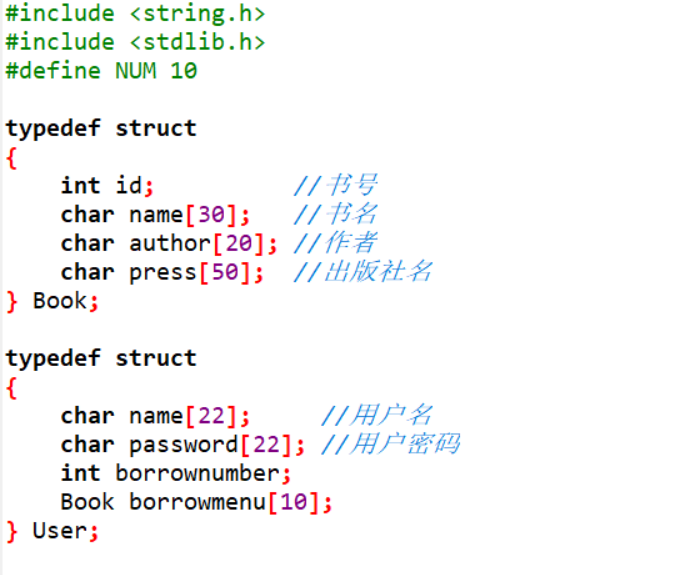 #include <string.h>
#include <stdlib.h>
#define NUM 10
typedef struct
{
    int id;          //书号
    char name[30];   //书名
    char author[20]; //作者
    char press[50];  //出版社名
} Book;
typedef struct
{
    char name[22];     //用户名
    char password[22]; //用户密码
    int borrownumber;
    Book borrowmenu[10];
} User;